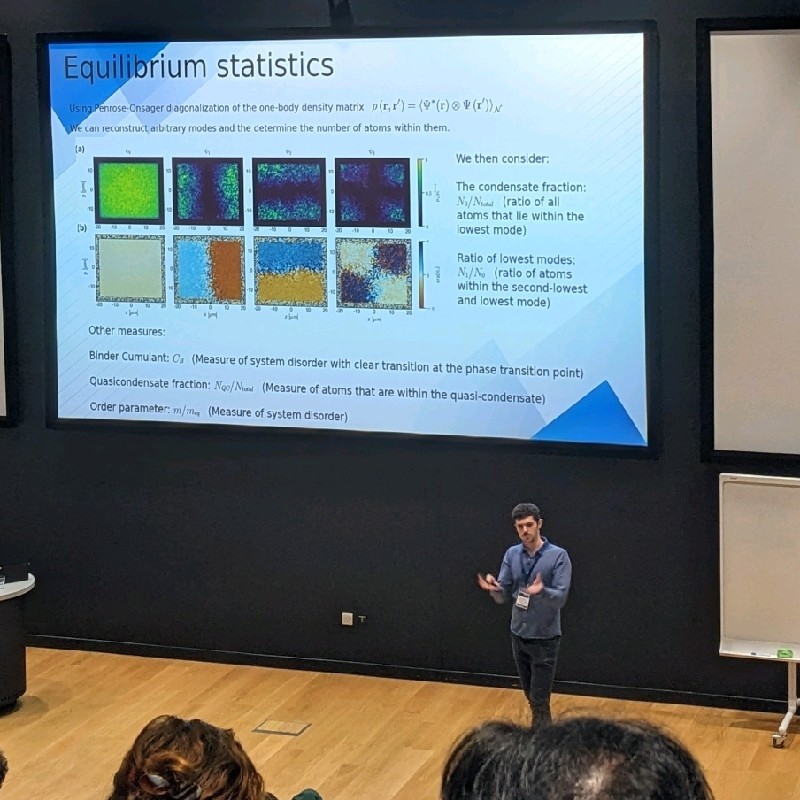 Equilibrium statistics
Using Penrose-Onsager diagonalization of the one-body density matrix ρ(r, r′) = ⟨Ψ*(r) ⊗ Ψ(r′)⟩𝒩
We can reconstruct arbitrary modes and the determine the number of atoms within them.
(a)
(b)
We then consider:
The condensate fraction:
N₀/Nₜₒₜₐₗ (ratio of all
atoms that lie within the
lowest mode)
Ratio of lowest modes:
N₁/N₀ (ratio of atoms
within the second-lowest
and lowest mode)
Other measures:
Binder Cumulant: (Measure of system disorder with clear transition at the phase transition point)
Quasicondensate fraction: N_QC/N_total (Measure of atoms that are within the quasi-condensate)
Order parameter: (Measure of system disorder)